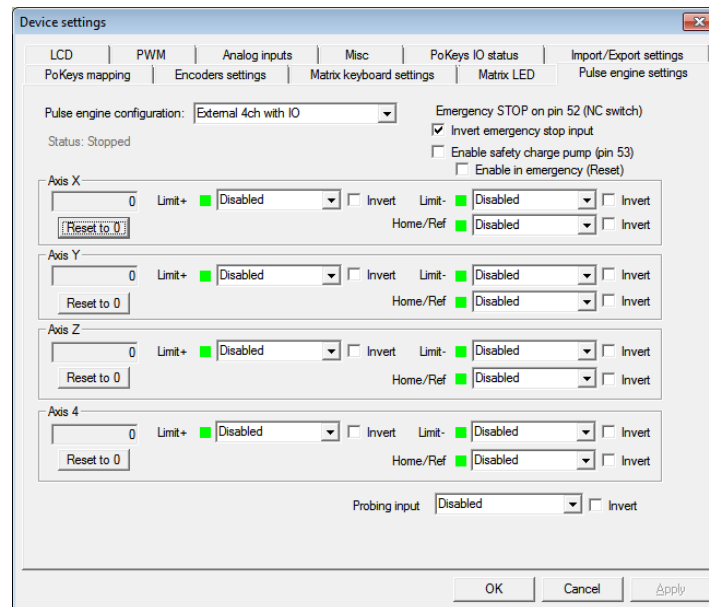 Device settings
LCD PWM Analog inputs Misc PoKeys IO status Import/Export settings
PoKeys mapping Encoders settings Matrix keyboard settings Matrix LED Pulse engine settings
Pulse engine configuration: External 4ch with IO Emergency STOP on pin 52 (NC switch)
Invert emergency stop input
Status: Stopped
Enable safety charge pump (pin 53)
Enable in emergency (Reset)
Axis X
0 Limit+ Disabled Invert Limit- Disabled Invert
Reset to 0 Home/Ref Disabled Invert
Axis Y
0 Limit+ Disabled Invert Limit- Disabled Invert
Reset to 0 Home/Ref Disabled Invert
Axis Z
0 Limit+ Disabled Invert Limit- Disabled Invert
Reset to 0 Home/Ref Disabled Invert
Axis 4
0 Limit+ Disabled Invert Limit- Disabled Invert
Reset to 0 Home/Ref Disabled Invert
Probing input Disabled Invert
OK Cancel Apply